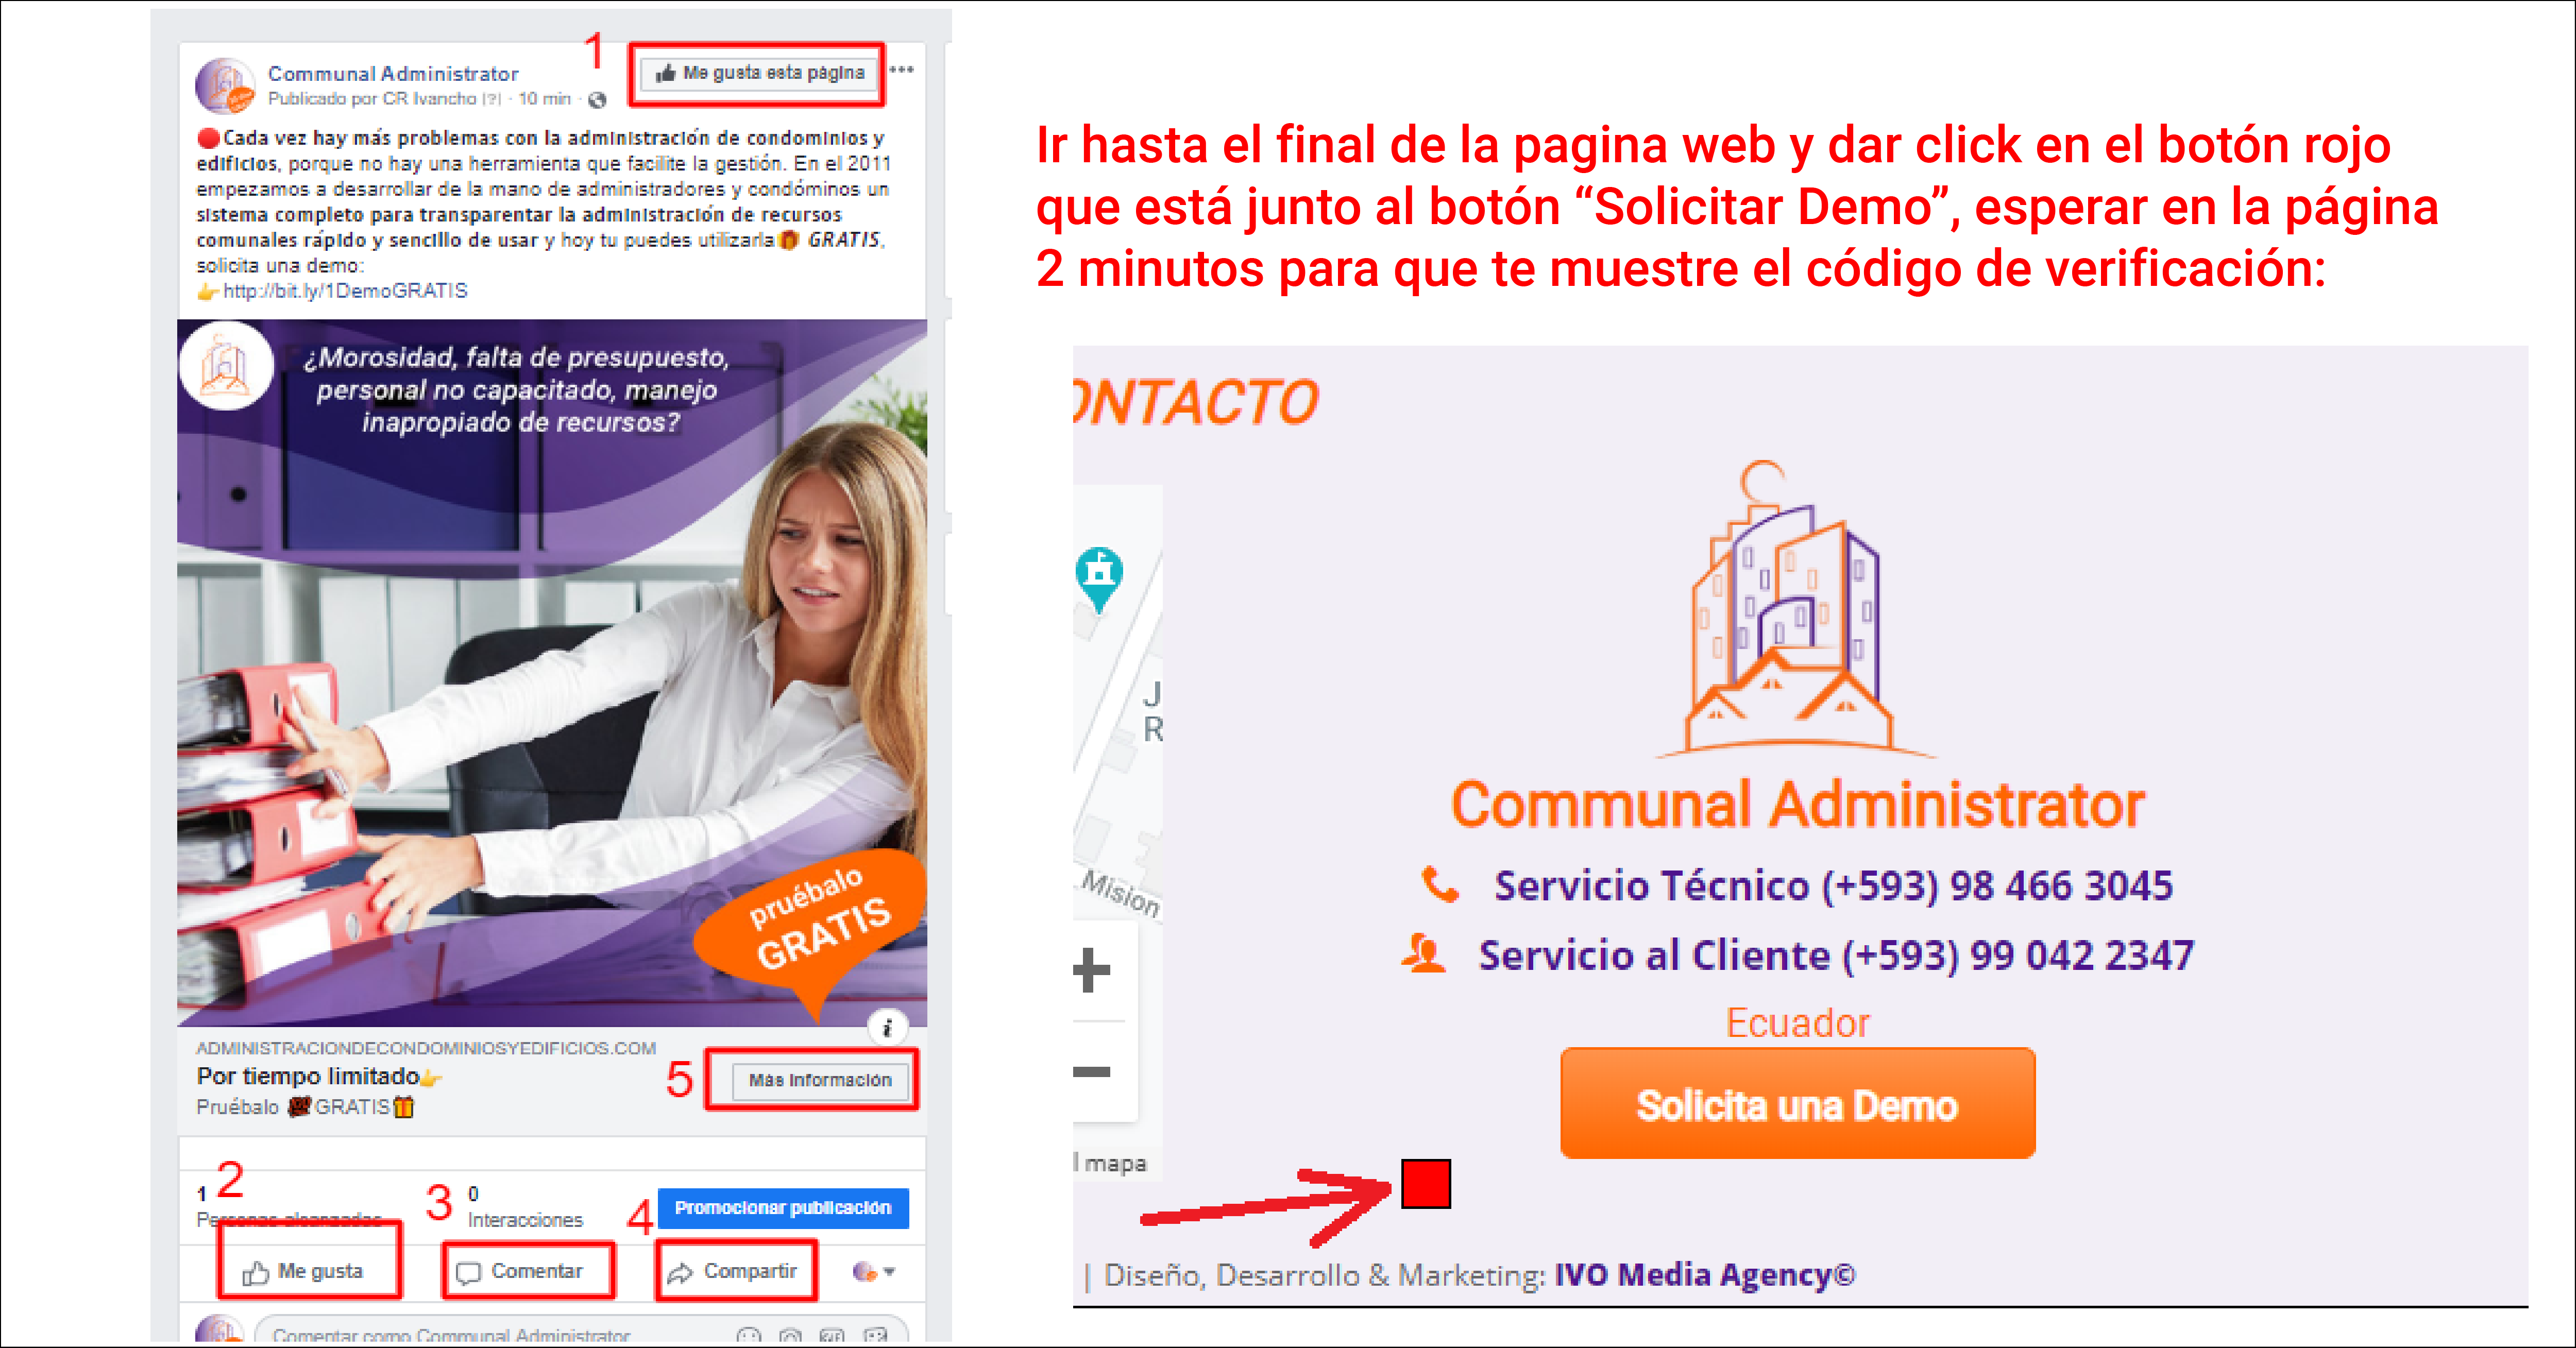 1
Communal Administrator
Me gusta esta página
Publicado por CR Ivancho [?] · 10 min ·
Cada vez hay más problemas con la administración de condominios y
edificios, porque no hay una herramienta que facilite la gestión. En el 2011
empezamos a desarrollar de la mano de administradores y condóminos un
sistema completo para transparentar la administración de recursos
comunales rápido y sencillo de usar y hoy tu puedes utilizarla GRATIS,
solicita una demo:
http://bit.ly/1DemoGRATIS
¿Morosidad, falta de presupuesto,
personal no capacitado, manejo
inapropiado de recursos?
pruébalo
GRATIS
i
ADMINISTRACIONDECONDOMINIOSYEDIFICIOS.COM
Por tiempo limitado
Pruébalo GRATIS
5
Más información
2
3
4
1
Personas alcanzadas
0
Interacciones
Promocionar publicación
Me gusta
Comentar
Compartir
Comentar como Communal Administrator
GIF
Ir hasta el final de la pagina web y dar click en el botón rojo
que está junto al botón “Solicitar Demo”, esperar en la página
2 minutos para que te muestre el código de verificación:
ONTACTO
J
R
Mision
+
−
l mapa
Communal Administrator
Servicio Técnico (+593) 98 466 3045
Servicio al Cliente (+593) 99 042 2347
Ecuador
Solicita una Demo
| Diseño, Desarrollo & Marketing: IVO Media Agency©